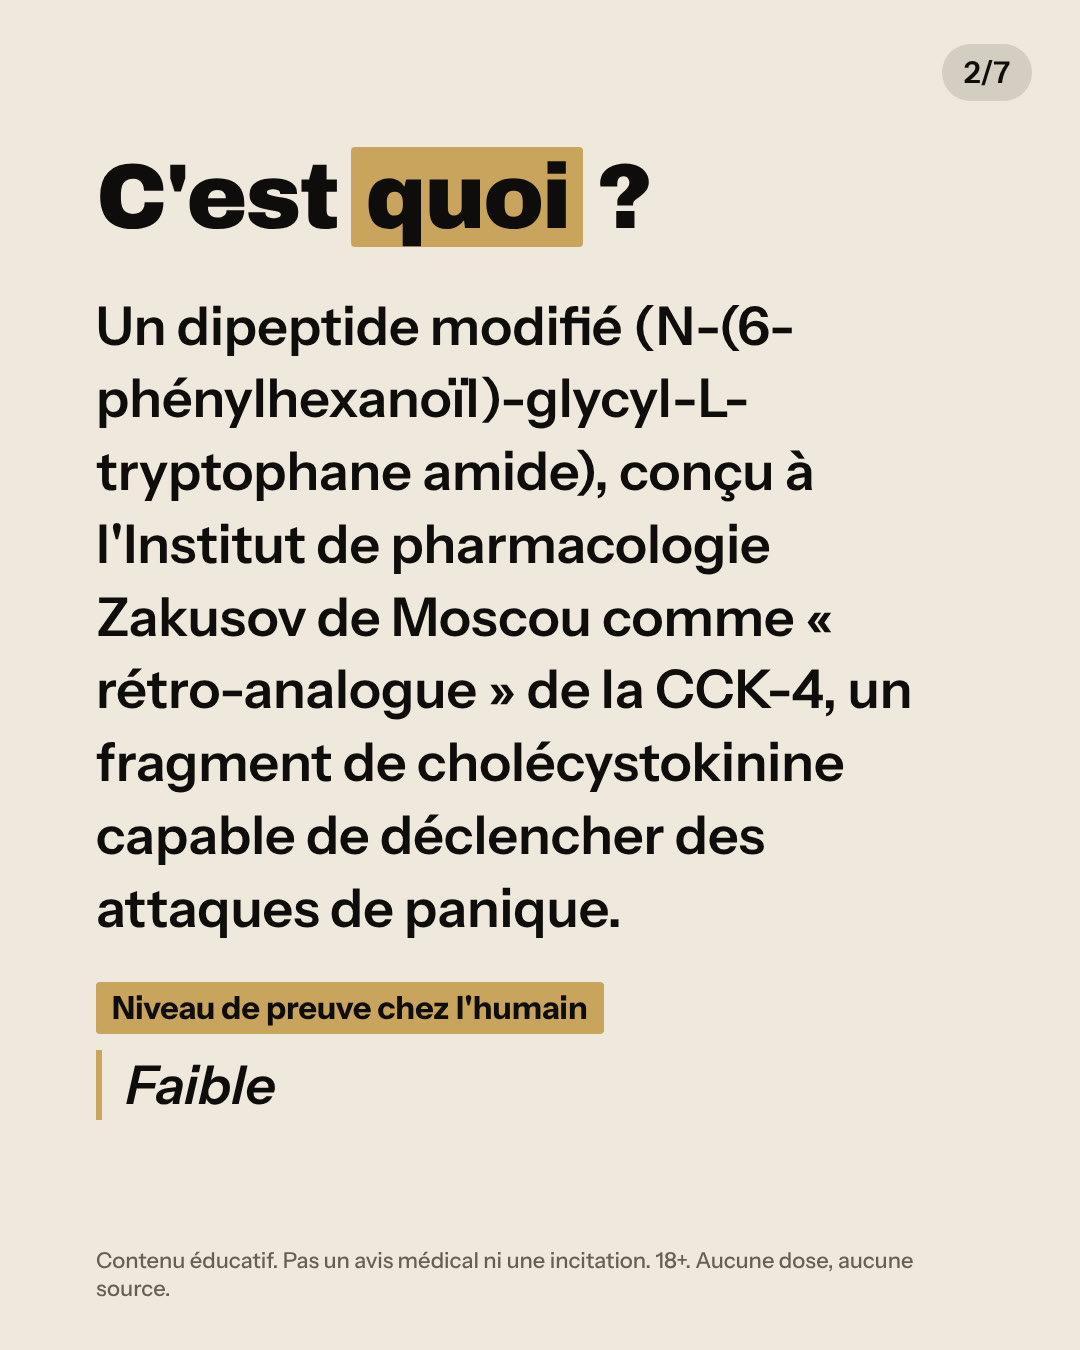 2/7
C'est quoi ?
Un dipeptide modifié (N-(6-
phénylhexanoïl)-glycyl-L-
tryptophane amide), conçu à
l'Institut de pharmacologie
Zakusov de Moscou comme «
rétro-analogue » de la CCK-4, un
fragment de cholécystokinine
capable de déclencher des
attaques de panique.
Niveau de preuve chez l'humain
Faible
Contenu éducatif. Pas un avis médical ni une incitation. 18+. Aucune dose, aucune
source.